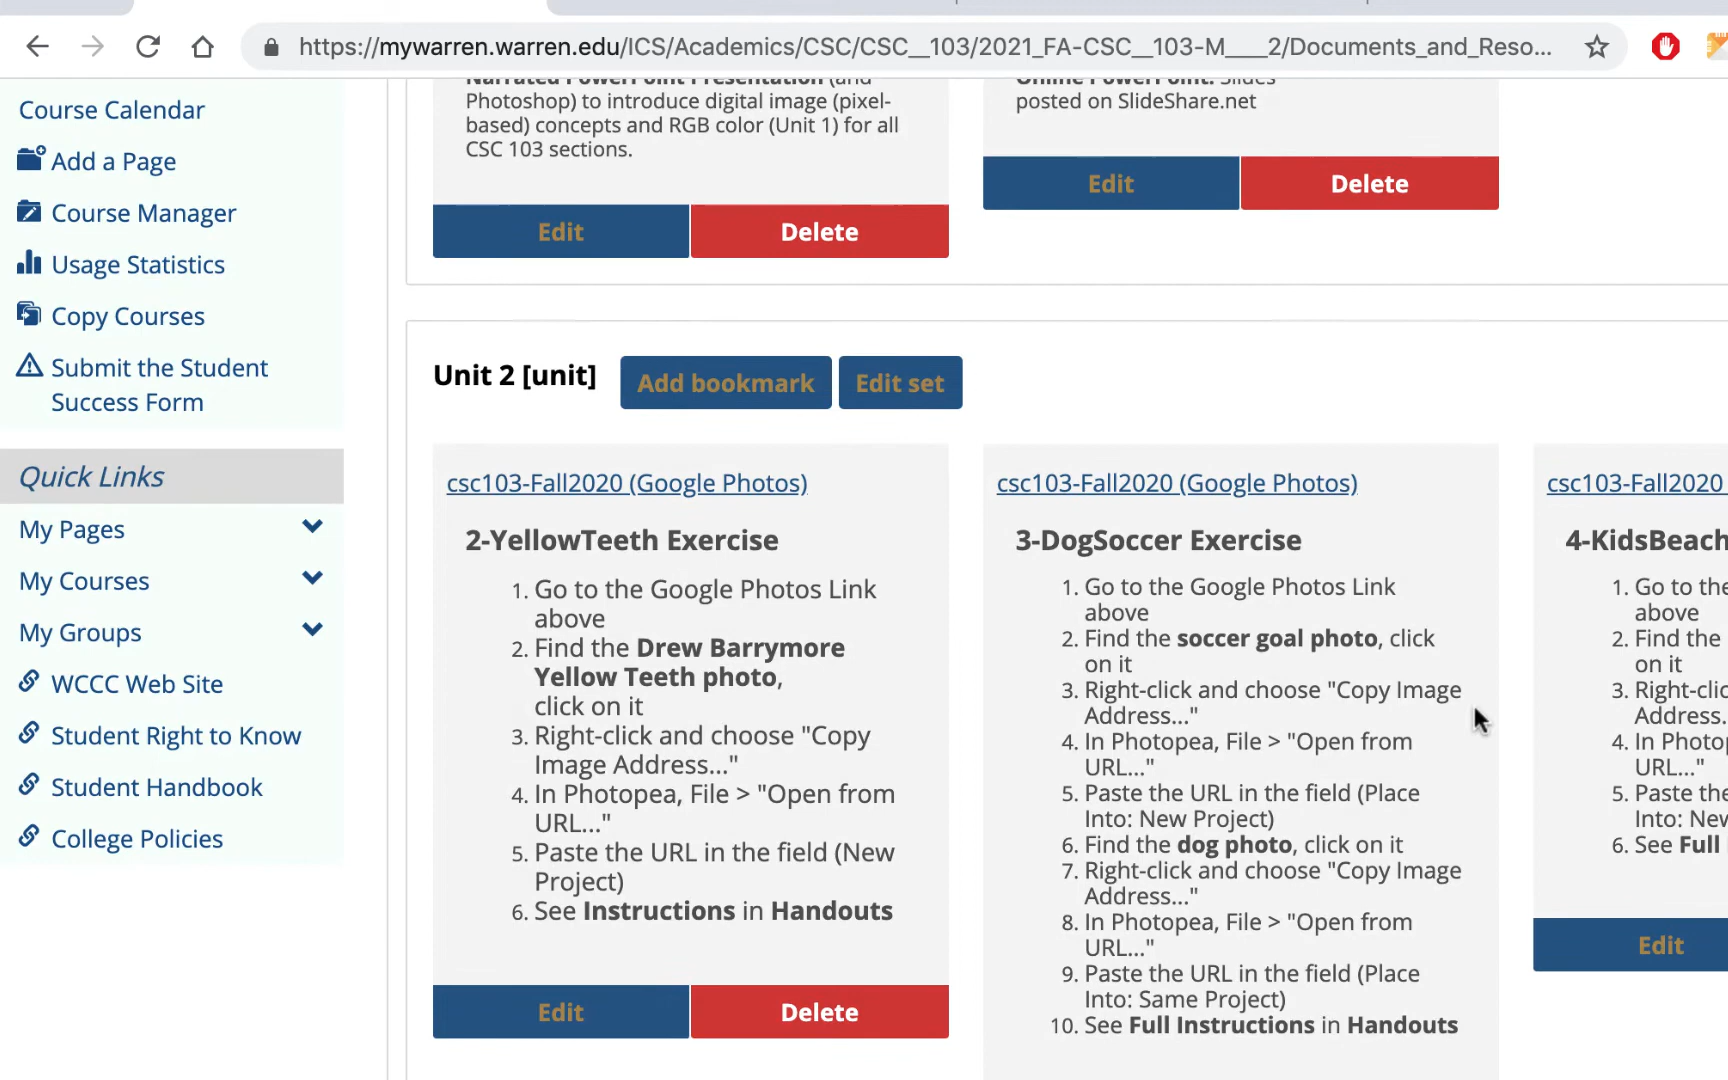 https://mywarren.warren.edu/ICS/Academics/CSC/CSC__103/2021_FA-CSC__103-M____2/Documents_and_Reso...
Course Calendar
Add a Page
Course Manager
Usage Statistics
Copy Courses
Submit the Student
Success Form
Quick Links
My Pages
My Courses
My Groups
WCCC Web Site
Student Right to Know
Student Handbook
College Policies
Narrated PowerPoint Presentation (and
Photoshop) to introduce digital image (pixel-
based) concepts and RGB color (Unit 1) for all
CSC 103 sections.
Edit
Delete
Online PowerPoint: Slides
posted on SlideShare.net
Edit
Delete
Unit 2 [unit]
Add bookmark
Edit set
csc103-Fall2020 (Google Photos)
2-YellowTeeth Exercise
1. Go to the Google Photos Link
above
2. Find the Drew Barrymore
Yellow Teeth photo,
click on it
3. Right-click and choose "Copy
Image Address..."
4. In Photopea, File > "Open from
URL..."
5. Paste the URL in the field (New
Project)
6. See Instructions in Handouts
Edit
Delete
csc103-Fall2020 (Google Photos)
3-DogSoccer Exercise
1. Go to the Google Photos Link
above
2. Find the soccer goal photo, click
on it
3. Right-click and choose "Copy Image
Address..."
4. In Photopea, File > "Open from
URL..."
5. Paste the URL in the field (Place
Into: New Project)
6. Find the dog photo, click on it
7. Right-click and choose "Copy Image
Address..."
8. In Photopea, File > "Open from
URL..."
9. Paste the URL in the field (Place
Into: Same Project)
10. See Full Instructions in Handouts
csc103-Fall2020
4-KidsBeach
1. Go to the
above
2. Find the
on it
3. Right-clic
Address.
4. In Photop
URL..."
5. Paste the
Into: New
6. See Full
Edit